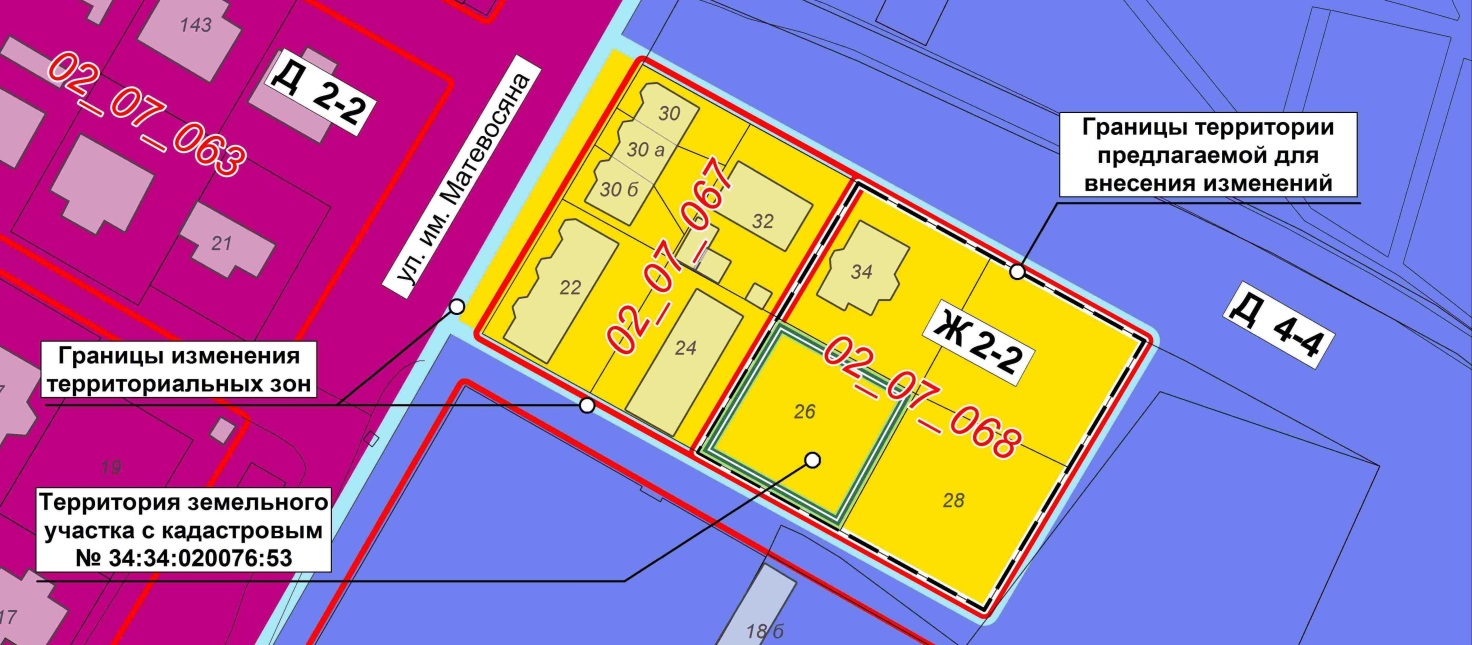 143
02_07_063
Д 2-2
ул. им. Матевосяна
21
30
30 а
30 б
32
22
24
02_07_067
34
Ж 2-2
02_07_068
26
28
Границы территории
предлагаемой для
внесения изменений
Д 4-4
Границы изменения
территориальных зон
19
Территория земельного
участка с кадастровым
№ 34:34:020076:53
17
18 б